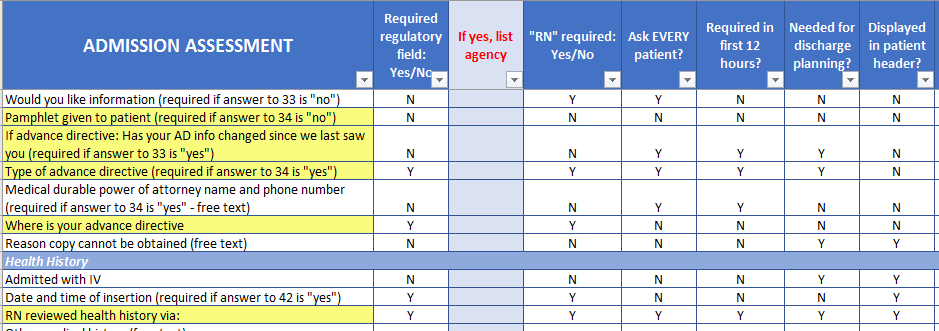 ADMISSION ASSESSMENT
Required
regulatory
field:
Yes/No
If yes, list
agency
"RN" required:
Yes/No
Ask EVERY
patient?
Required in
first 12
hours?
Needed for
discharge
planning?
Displayed
in patient
header?
Would you like information (required if answer to 33 is "no") N Y Y N N N
Pamphlet given to patient (required if answer to 34 is "no") N N N N N N
If advance directive: Has your AD info changed since we last saw
you (required if answer to 33 is "yes") N N Y Y Y N
Type of advance directive (required if answer to 34 is "yes") Y Y Y Y Y N
Medical durable power of attorney name and phone number
(required if answer to 34 is "yes" - free text) N N Y Y N N
Where is your advance directive Y Y N N N N
Reason copy cannot be obtained (free text) N N N N Y Y
Health History
Admitted with IV N N N N Y Y
Date and time of insertion (required if answer to 42 is "yes") Y Y N N N Y
RN reviewed health history via: Y Y Y Y Y Y